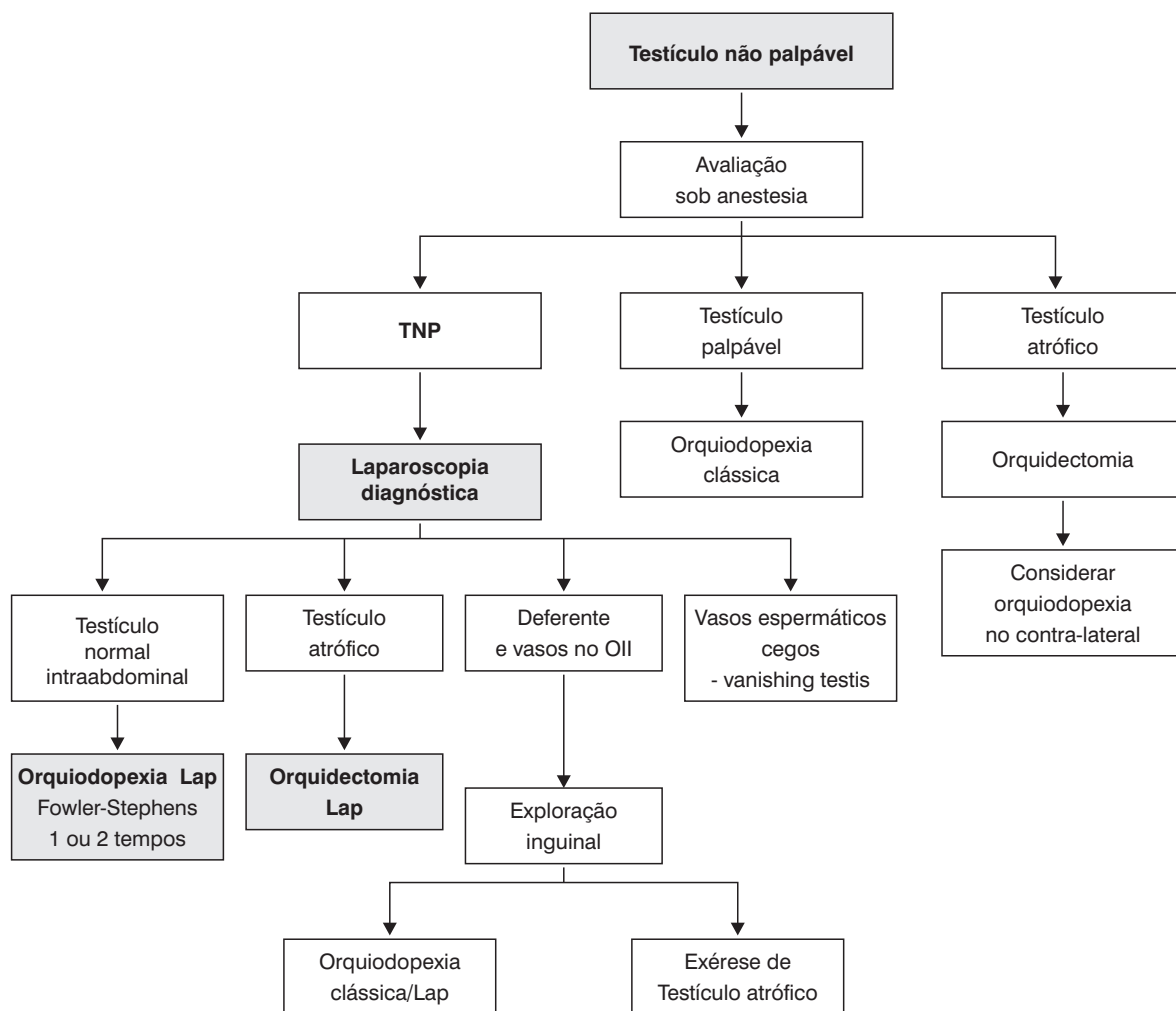 Testículo não palpável
Avaliação
sob anestesia
TNP
Testículo
palpável
Testículo
atrófico
Laparoscopia
diagnóstica
Orquiodopexia
clássica
Orquidectomia
Testículo
normal
intraabdominal
Testículo
atrófico
Deferente
e vasos no OII
Vasos espermáticos
cegos
- vanishing testis
Considerar
orquiodopexia
no contra-lateral
Orquiodopexia Lap
Fowler-Stephens
1 ou 2 tempos
Orquidectomia
Lap
Exploração
inguinal
Orquiodopexia
clássica/Lap
Exérese de
Testículo atrófico